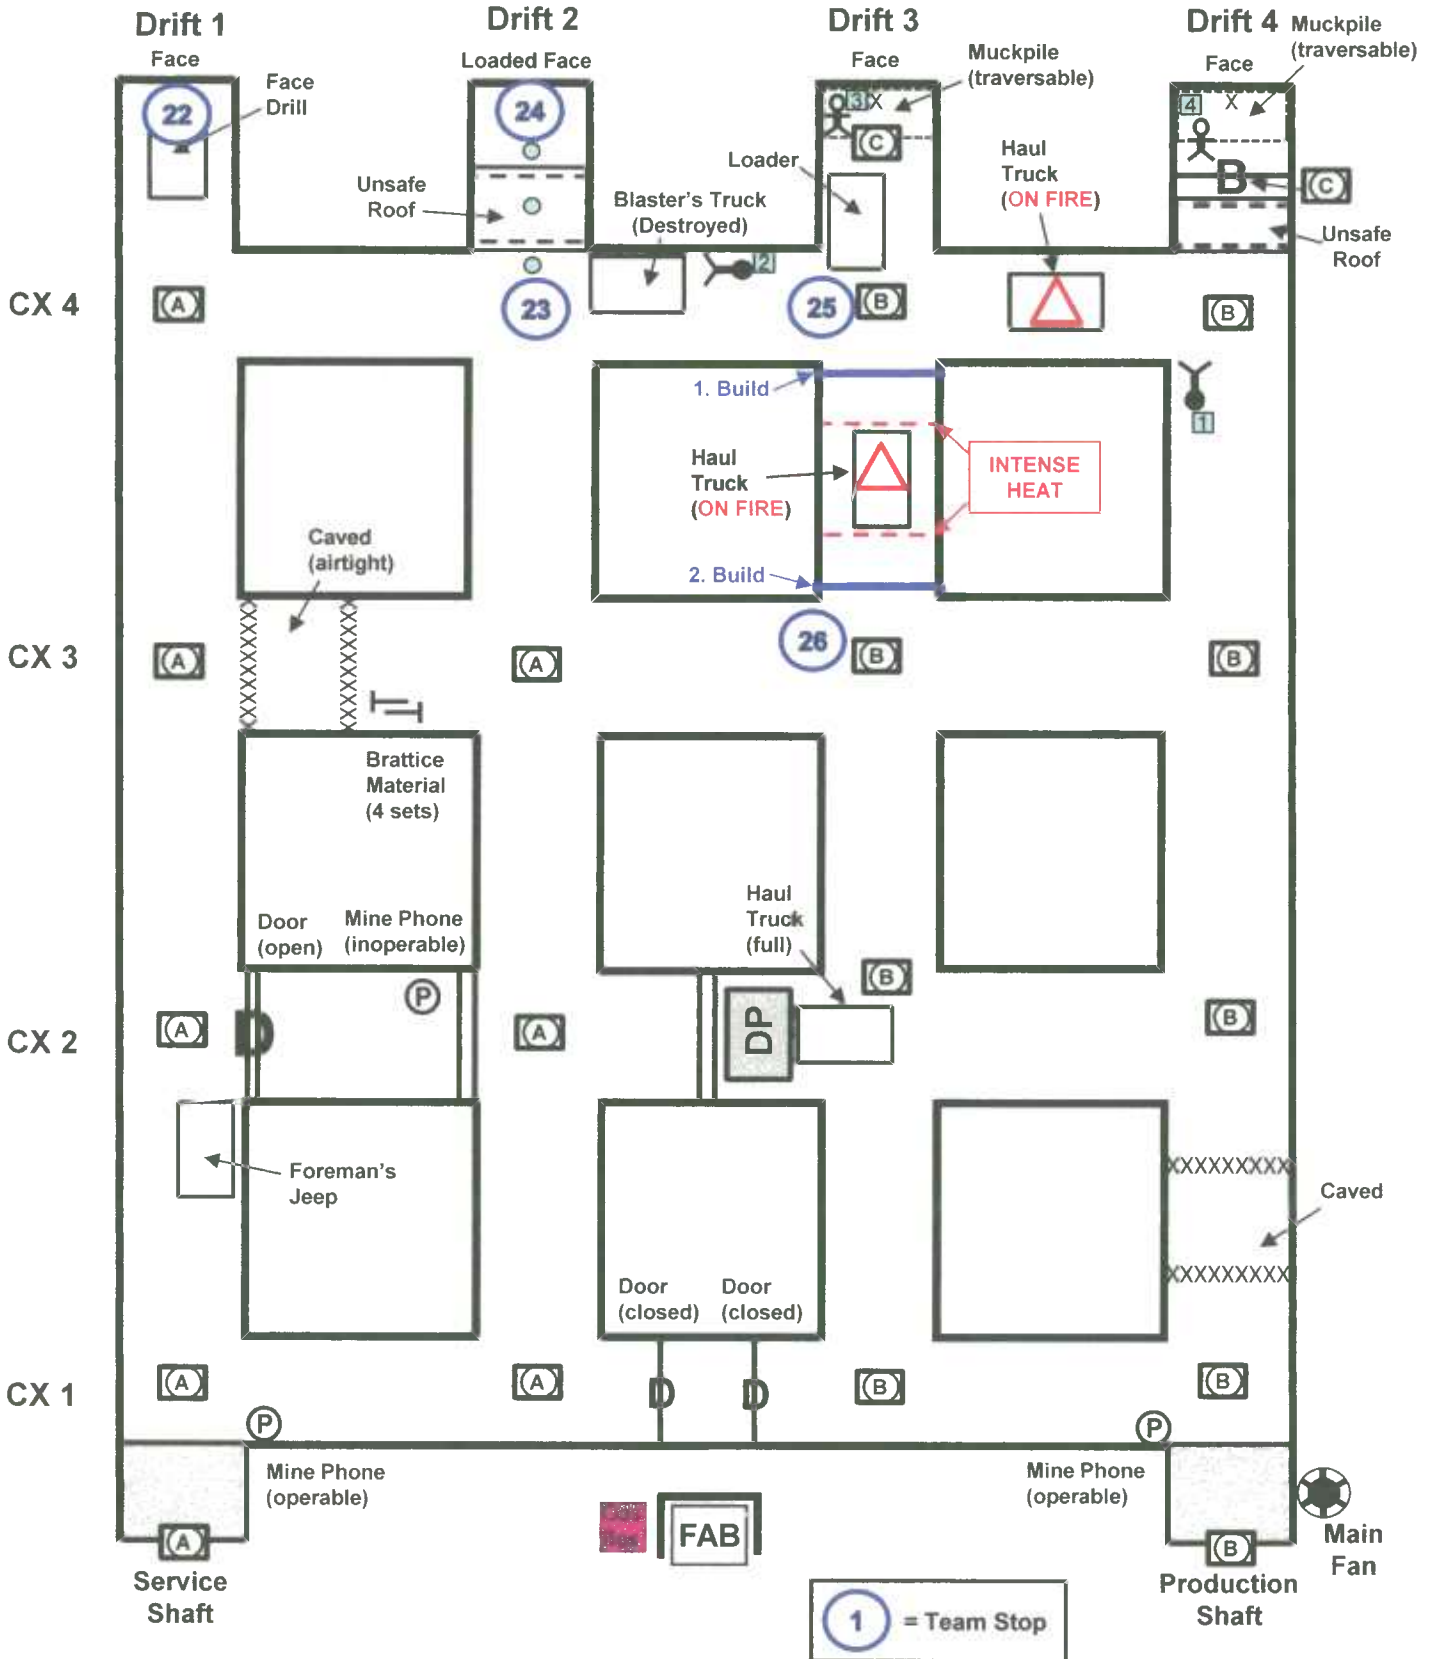 Drift 1
Drift 2
Drift 3
Drift 4
Face
Loaded Face
Face
Face
Muckpile
(traversable)
Muckpile
(traversable)
Face
Drill
22
24
3
X
4
X
C
Loader
Haul
Truck
(ON FIRE)
B
C
Unsafe
Roof
Blaster's Truck
(Destroyed)
2
Unsafe
Roof
CX 4
A
23
25
B
B
1. Build
1
Haul
Truck
(ON FIRE)
INTENSE
HEAT
Caved
(airtight)
2. Build
CX 3
A
A
26
B
B
Brattice
Material
(4 sets)
Door
(open)
Mine Phone
(inoperable)
Haul
Truck
(full)
P
B
CX 2
A
D
A
DP
B
Foreman's
Jeep
Caved
XXXXXXXXX
XXXXXXXXX
Door
(closed)
Door
(closed)
CX 1
A
A
D
D
B
B
P
P
Mine Phone
(operable)
Mine Phone
(operable)
FAB
A
B
Main
Fan
Service
Shaft
Production
Shaft
1 = Team Stop